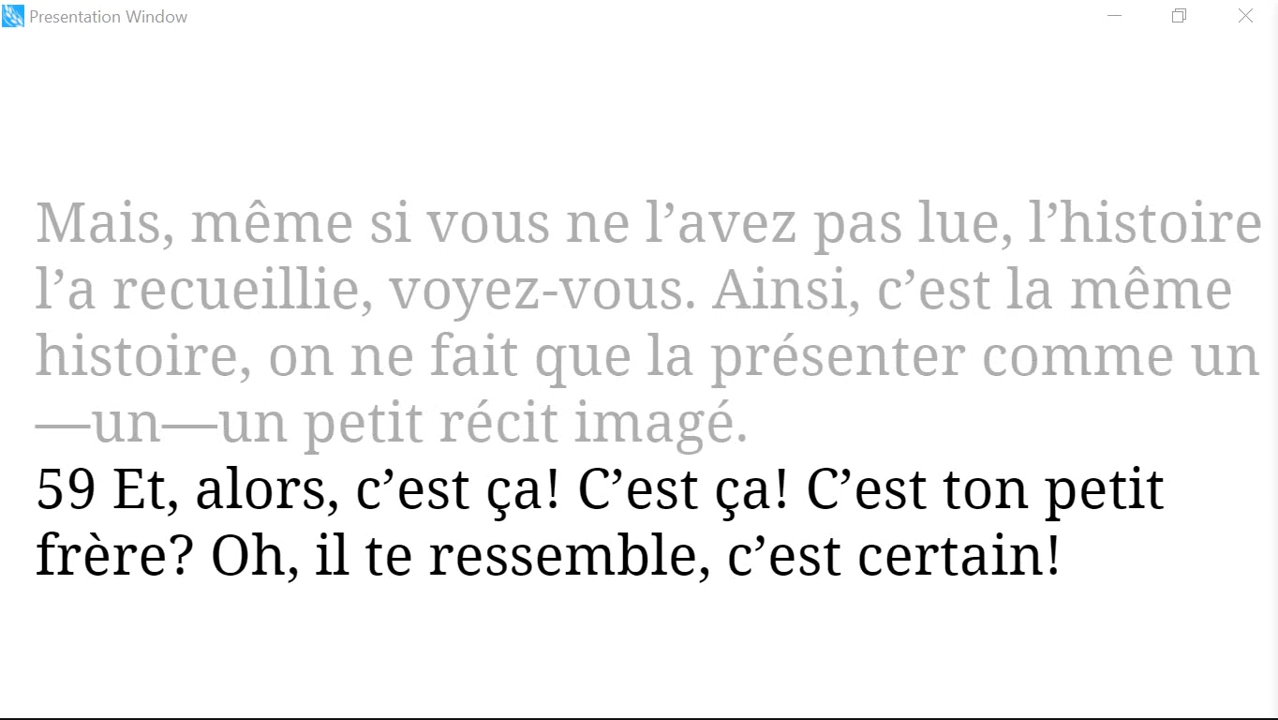 Presentation Window
Mais, même si vous ne l’avez pas lue, l’histoire
l’a recueillie, voyez-vous. Ainsi, c’est la même
histoire, on ne fait que la présenter comme un
—un—un petit récit imagé.
59 Et, alors, c’est ça! C’est ça! C’est ton petit
frère? Oh, il te ressemble, c’est certain!